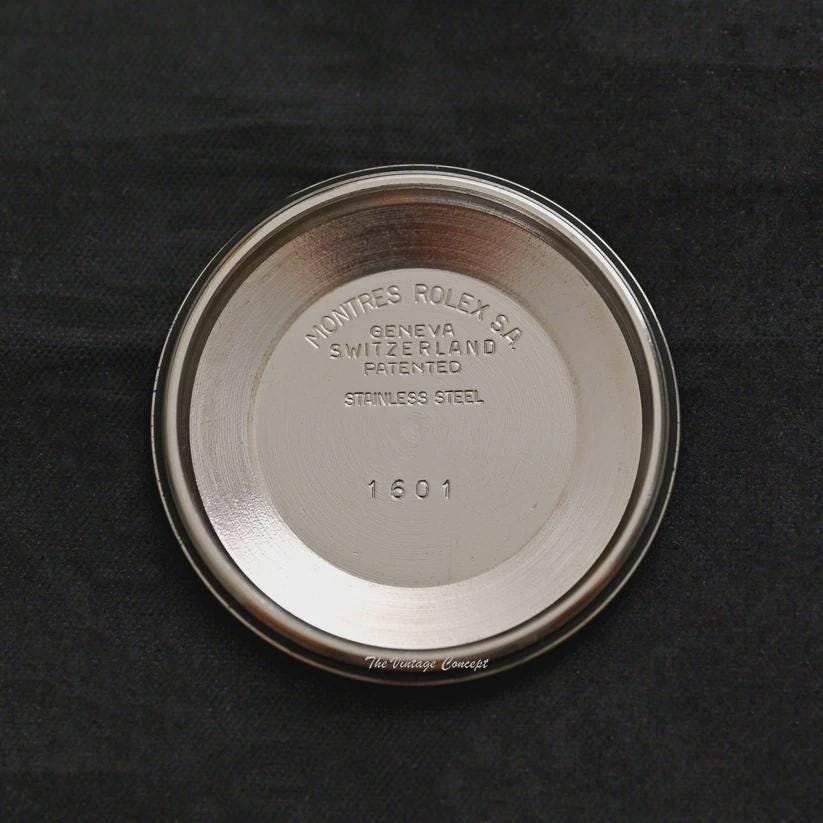 MONTRES ROLEX S.A.
GENEVA
SWITZERLAND
PATENTED
STAINLESS STEEL
1601
The Vintage Concept